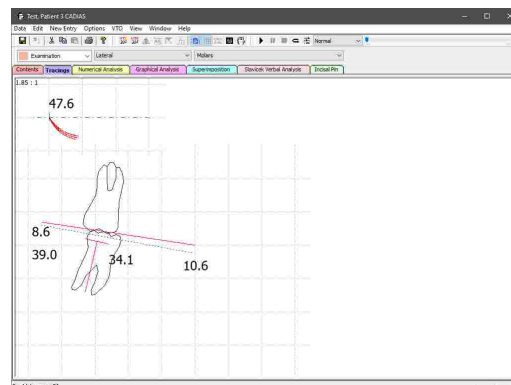 Test, Patient 3 CADIAS
Data Edit New Entry Options VTO View Window Help
Normal
Examination Lateral Molars
Contents Tracings Numerical Analysis Graphical Analysis Superimposition Slavicek Verbal Analysis Incisal Pin
1.85 : 1
47.6
8.6
39.0 34.1
10.6